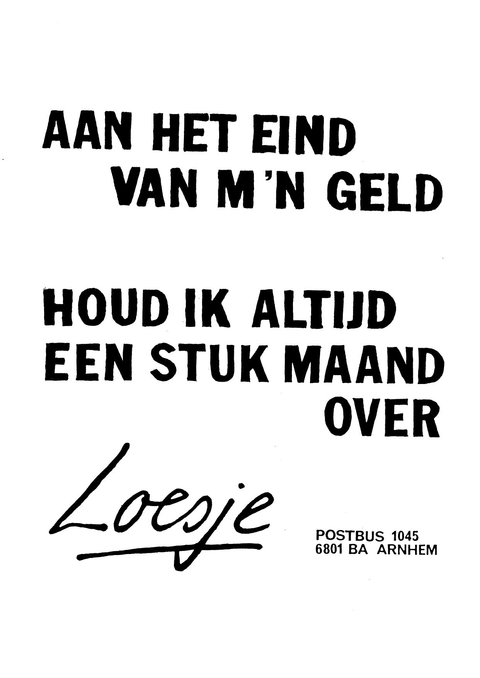 AAN HET EIND
VAN M'N GELD
HOUD IK ALTIJD
EEN STUK MAAND
OVER
Loesje
POSTBUS 1045
6801 BA ARNHEM